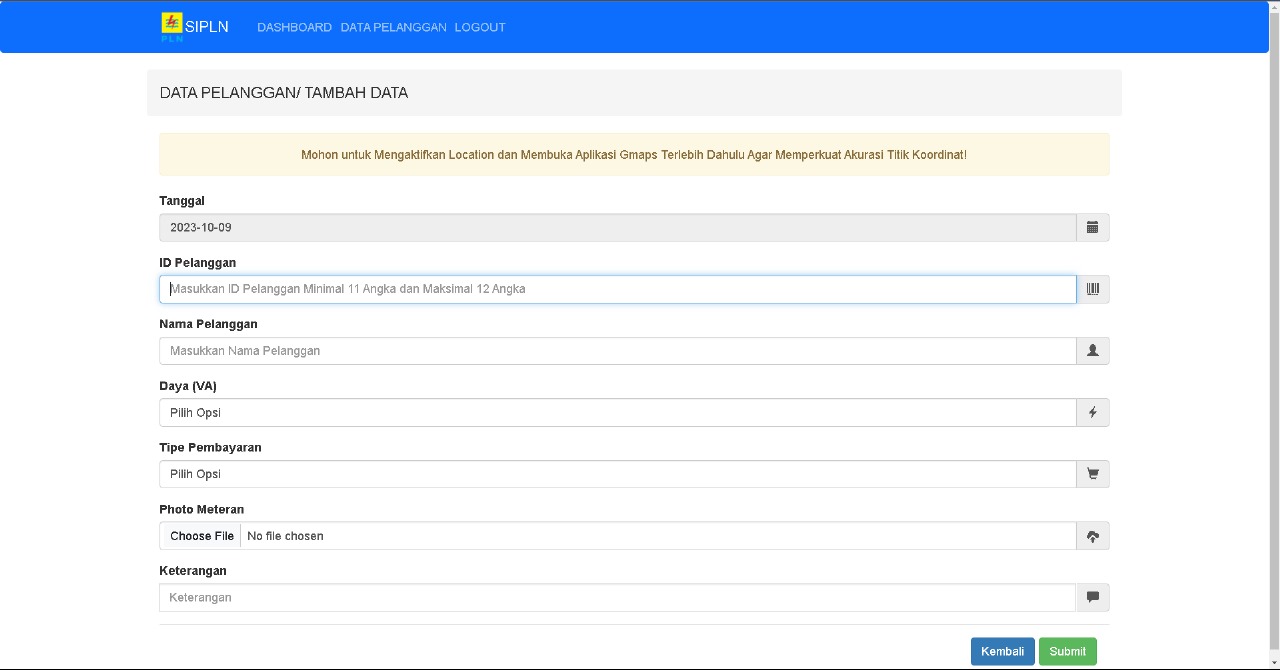 PLN SIPLN DASHBOARD DATA PELANGGAN LOGOUT
DATA PELANGGAN/ TAMBAH DATA
Mohon untuk Mengaktifkan Location dan Membuka Aplikasi Gmaps Terlebih Dahulu Agar Memperkuat Akurasi Titik Koordinat!
Tanggal
2023-10-09
ID Pelanggan
Masukkan ID Pelanggan Minimal 11 Angka dan Maksimal 12 Angka
Nama Pelanggan
Masukkan Nama Pelanggan
Daya (VA)
Pilih Opsi
Tipe Pembayaran
Pilih Opsi
Photo Meteran
Choose File No file chosen
Keterangan
Keterangan
Kembali Submit